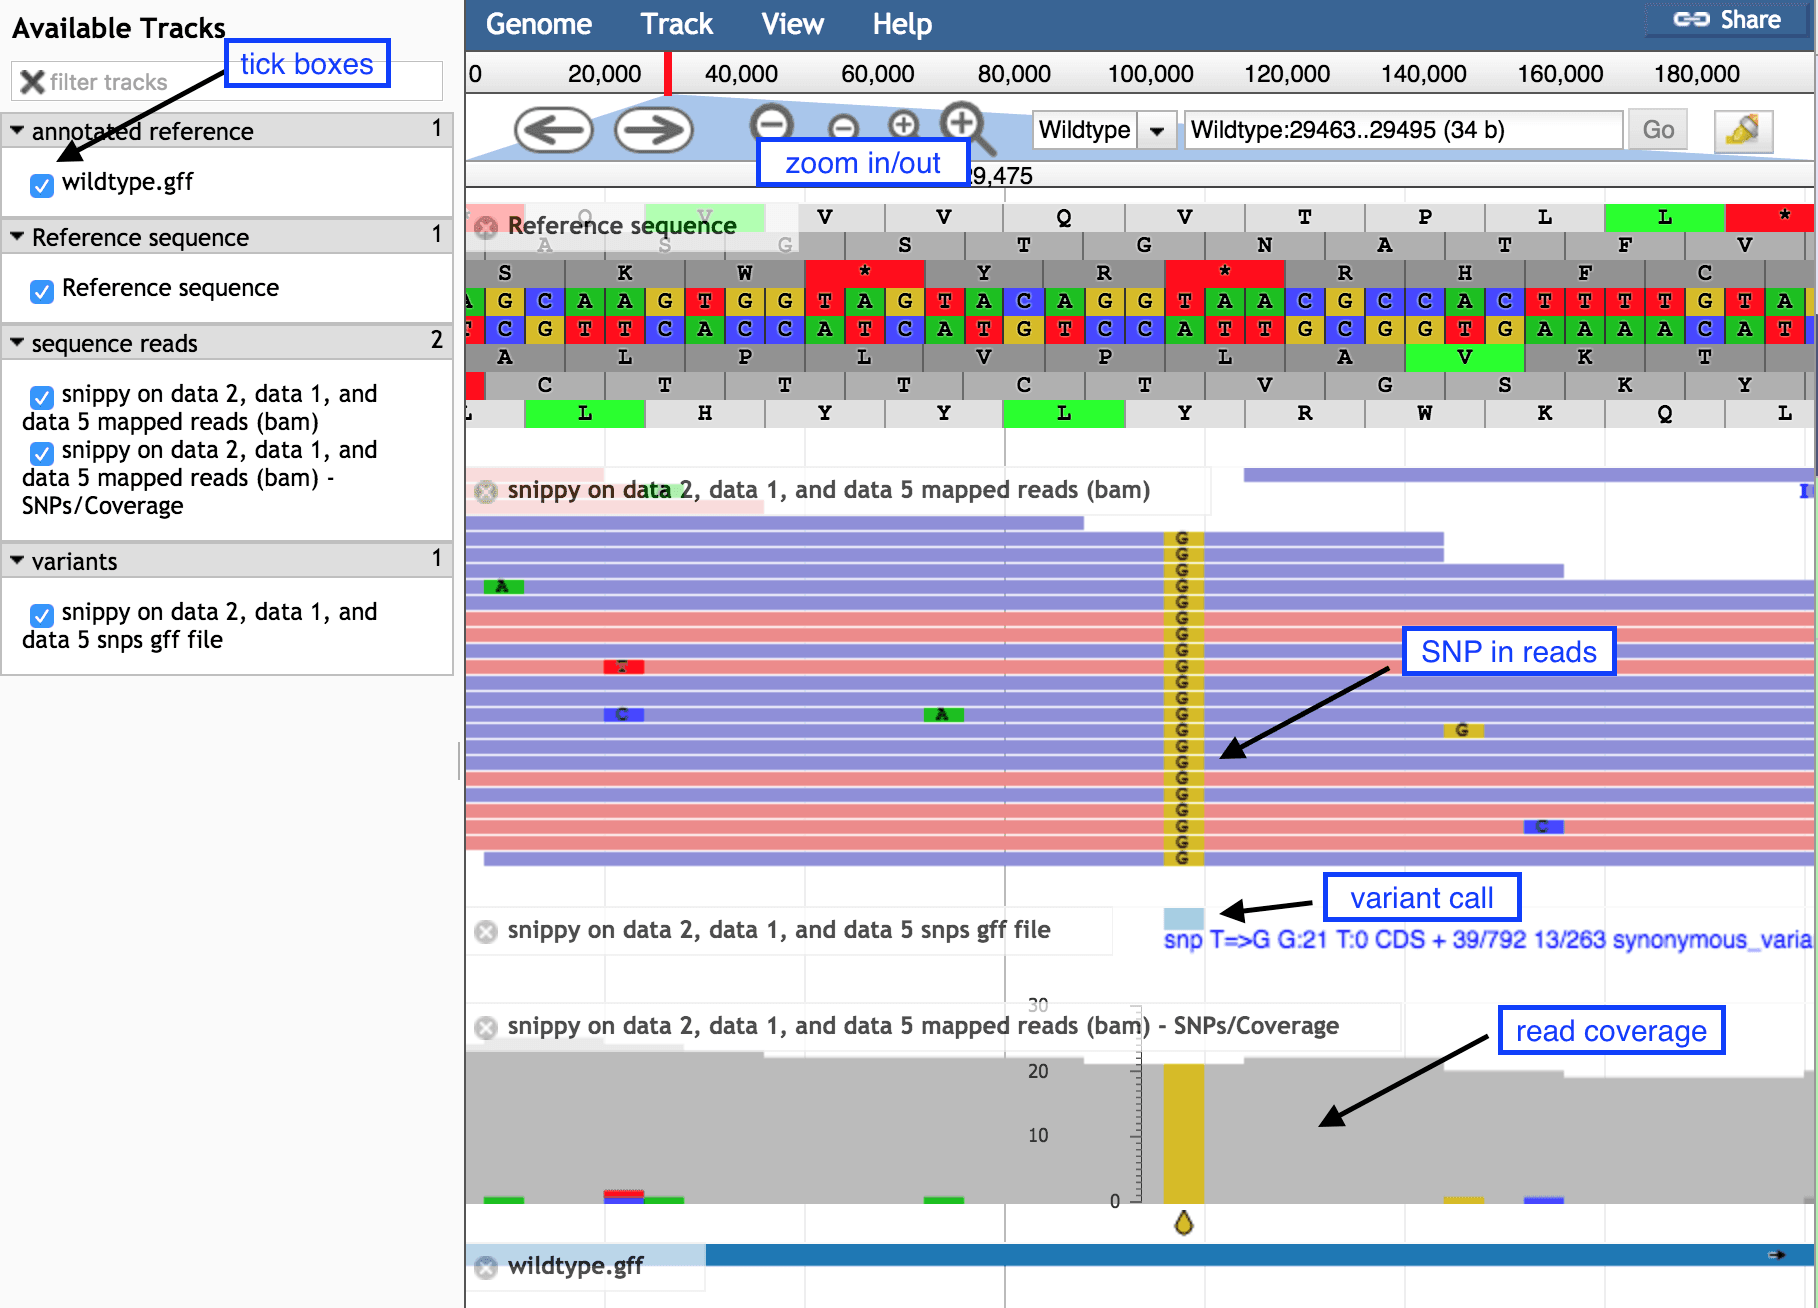 Available Tracks
tick boxes
filter tracks
annotated reference 1
wildtype.gff
Reference sequence 1
Reference sequence
sequence reads 2
snippy on data 2, data 1, and
data 5 mapped reads (bam)
snippy on data 2, data 1, and
data 5 mapped reads (bam) -
SNPs/Coverage
variants 1
snippy on data 2, data 1, and
data 5 snps gff file
Genome Track View Help Share
0 20,000 40,000 60,000 80,000 100,000 120,000 140,000 160,000 180,000
Wildtype Wildtype:29463..29495 (34 b) Go
zoom in/out
29,475
Reference sequence
* Q V V V Q V T P L L *
A S G S T G N A T F V
S K W * Y R * R H F C
A G C A A G T G G T A G T A C A G G T A A C G C C A C T T T T G T A
T C G T T C A C C A T C A T G T C C A T T G C G G T G A A A A C A T
A L P L V P L A V K T
C T T T C T V G S K Y
L L H Y Y L Y R W K Q L
snippy on data 2, data 1, and data 5 mapped reads (bam)
I
G
G
G
A G
G
G
G
G
T G
G
G
C A G
G G
G
G
G
G
G
C G
G
G
SNP in reads
variant call
snippy on data 2, data 1, and data 5 snps gff file
snp T=>G G:21 T:0 CDS + 39/792 13/263 synonymous_varia
30
snippy on data 2, data 1, and data 5 mapped reads (bam) - SNPs/Coverage
read coverage
20
10
0
wildtype.gff